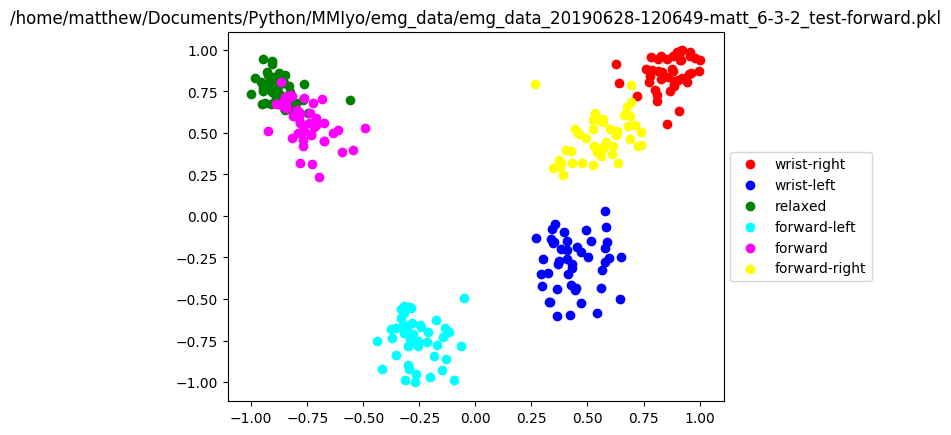 /home/matthew/Documents/Python/MMIyo/emg_data/emg_data_20190628-120649-matt_6-3-2_test-forward.pkl
1.00
0.75
0.50
0.25
0.00
−0.25
−0.50
−0.75
−1.00
−1.00 −0.75 −0.50 −0.25 0.00 0.25 0.50 0.75 1.00
wrist-right
wrist-left
relaxed
forward-left
forward
forward-right